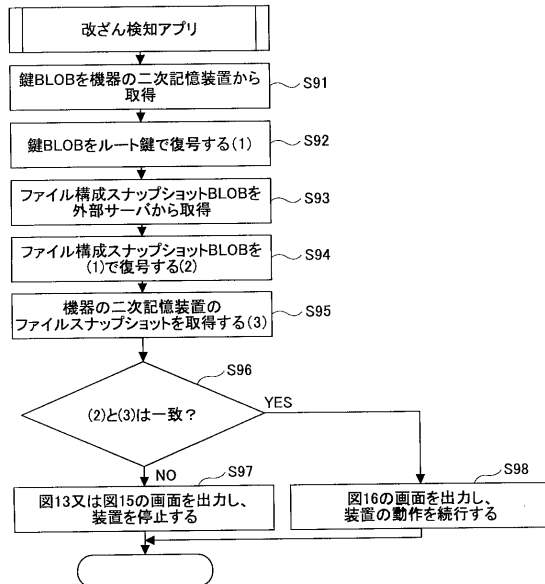 改ざん検知アプリ
鍵BLOBを機器の二次記憶装置から
取得
S91
鍵BLOBをルート鍵で復号する(1)
S92
ファイル構成スナップショットBLOBを
外部サーバから取得
S93
ファイル構成スナップショットBLOBを
(1)で復号する(2)
S94
機器の二次記憶装置の
ファイルスナップショットを取得する(3)
S95
S96
(2)と(3)は一致?
YES
NO
S97
図13又は図15の画面を出力し、
装置を停止する
S98
図16の画面を出力し、
装置の動作を続行する